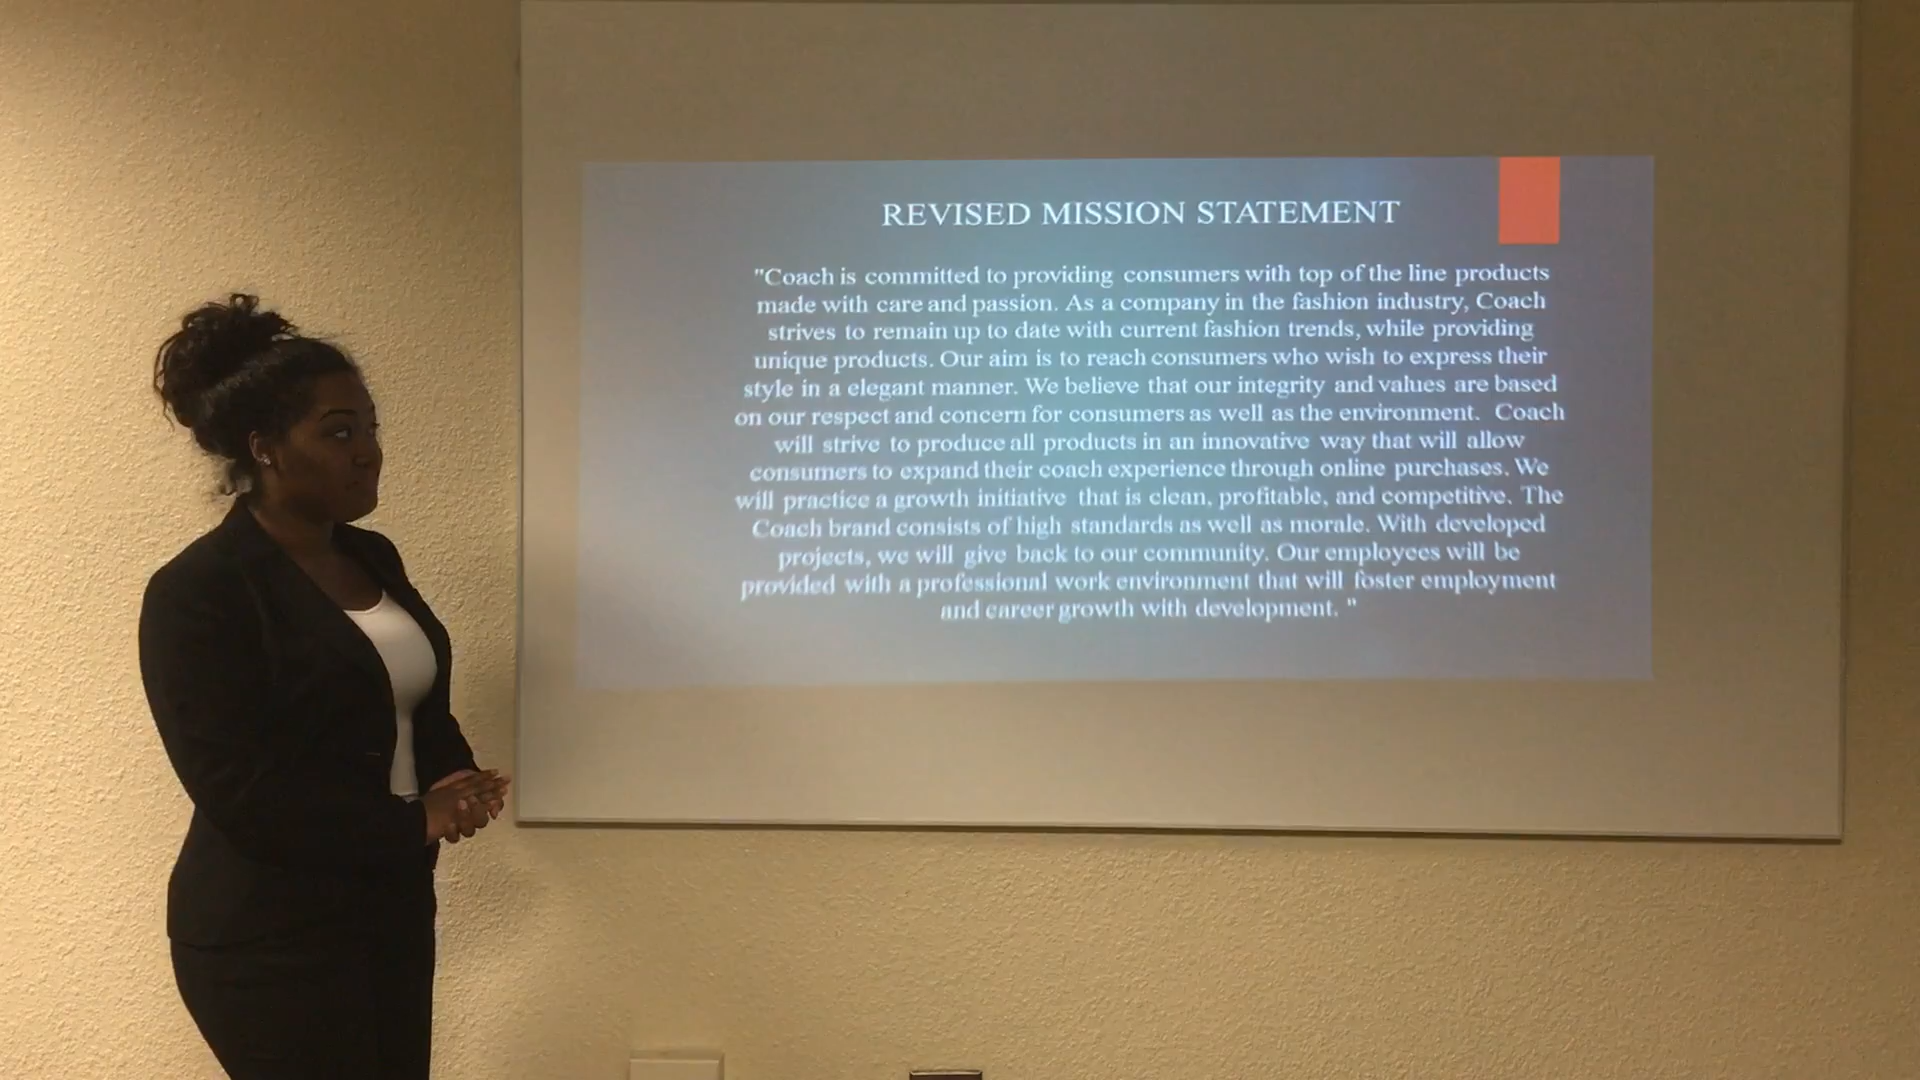 REVISED MISSION STATEMENT
"Coach is committed to providing consumers with top of the line products
made with care and passion. As a company in the fashion industry, Coach
strives to remain up to date with current fashion trends, while providing
unique products. Our aim is to reach consumers who wish to express their
style in a elegant manner. We believe that our integrity and values are based
on our respect and concern for consumers as well as the environment. Coach
will strive to produce all products in an innovative way that will allow
consumers to expand their coach experience through online purchases. We
will practice a growth initiative that is clean, profitable, and competitive. The
Coach brand consists of high standards as well as morale. With developed
projects, we will give back to our community. Our employees will be
provided with a professional work environment that will foster employment
and career growth with development. "